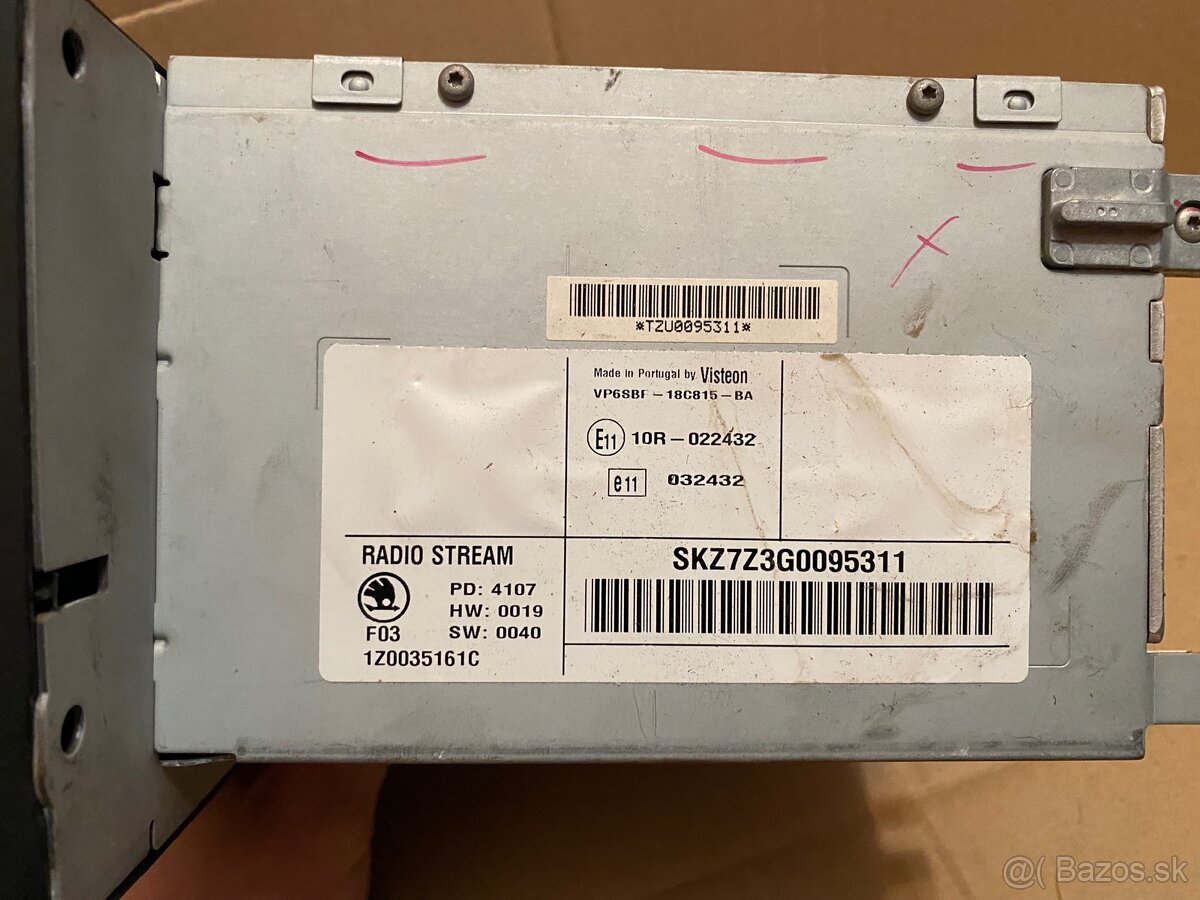 *TZU0095311*
Made in Portugal by Visteon
VP6SBF-18C815-BA
E11 10R-022432
e11 032432
RADIO STREAM
PD: 4107
HW: 0019
F03 SW: 0040
1Z0035161C
SKZ7Z3G0095311
@( Bazos.sk